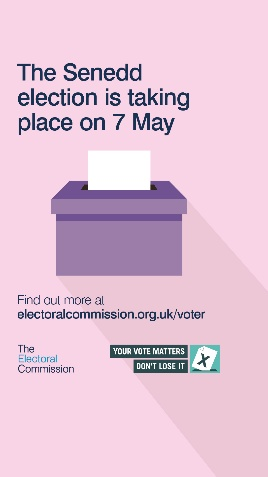 The Senedd
election is taking
place on 7 May
Find out more at
electoralcommission.org.uk/voter
The
Electoral
Commission
YOUR VOTE MATTERS
DON'T LOSE IT
X